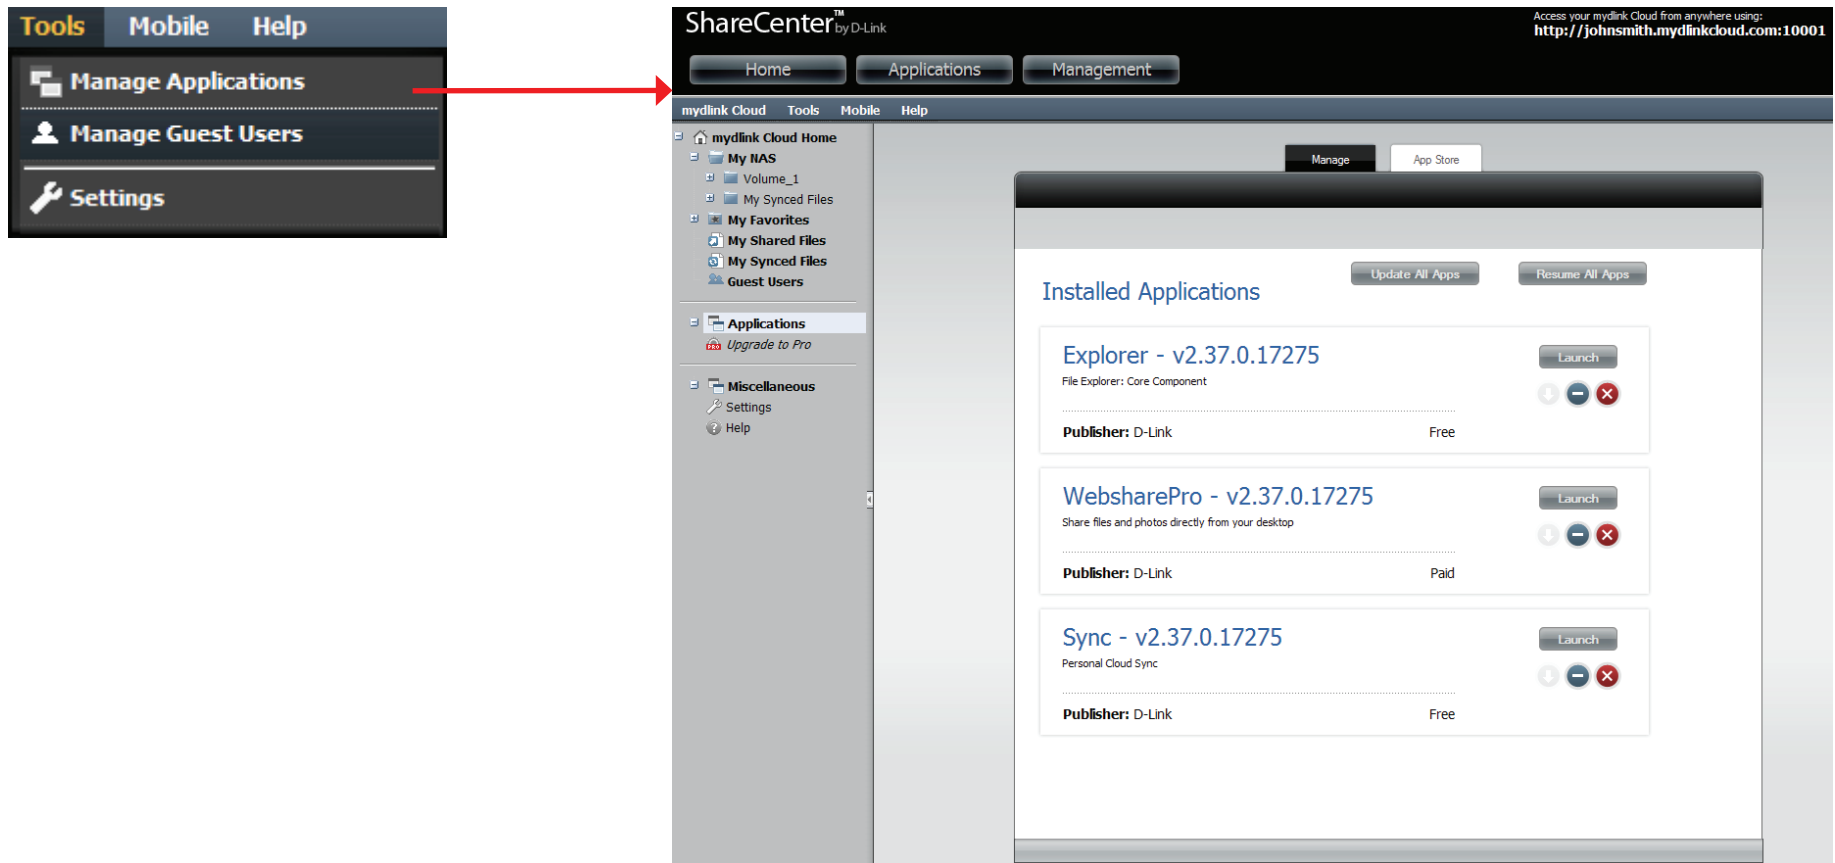 Tools Mobile Help
Manage Applications
Manage Guest Users
Settings
ShareCenter™ by D-Link
Access your mydlink Cloud from anywhere using:
http://johnsmith.mydlinkcloud.com:10001
Home Applications Management
mydlink Cloud Tools Mobile Help
mydlink Cloud Home
My NAS
Volume_1
My Synced Files
My Favorites
My Shared Files
My Synced Files
Guest Users
Applications
PRO Upgrade to Pro
Miscellaneous
Settings
Help
Manage App Store
Update All Apps Resume All Apps
Installed Applications
Explorer - v2.37.0.17275
Launch
File Explorer: Core Component
Publisher: D-Link Free
WebsharePro - v2.37.0.17275
Launch
Share files and photos directly from your desktop
Publisher: D-Link Paid
Sync - v2.37.0.17275
Launch
Personal Cloud Sync
Publisher: D-Link Free